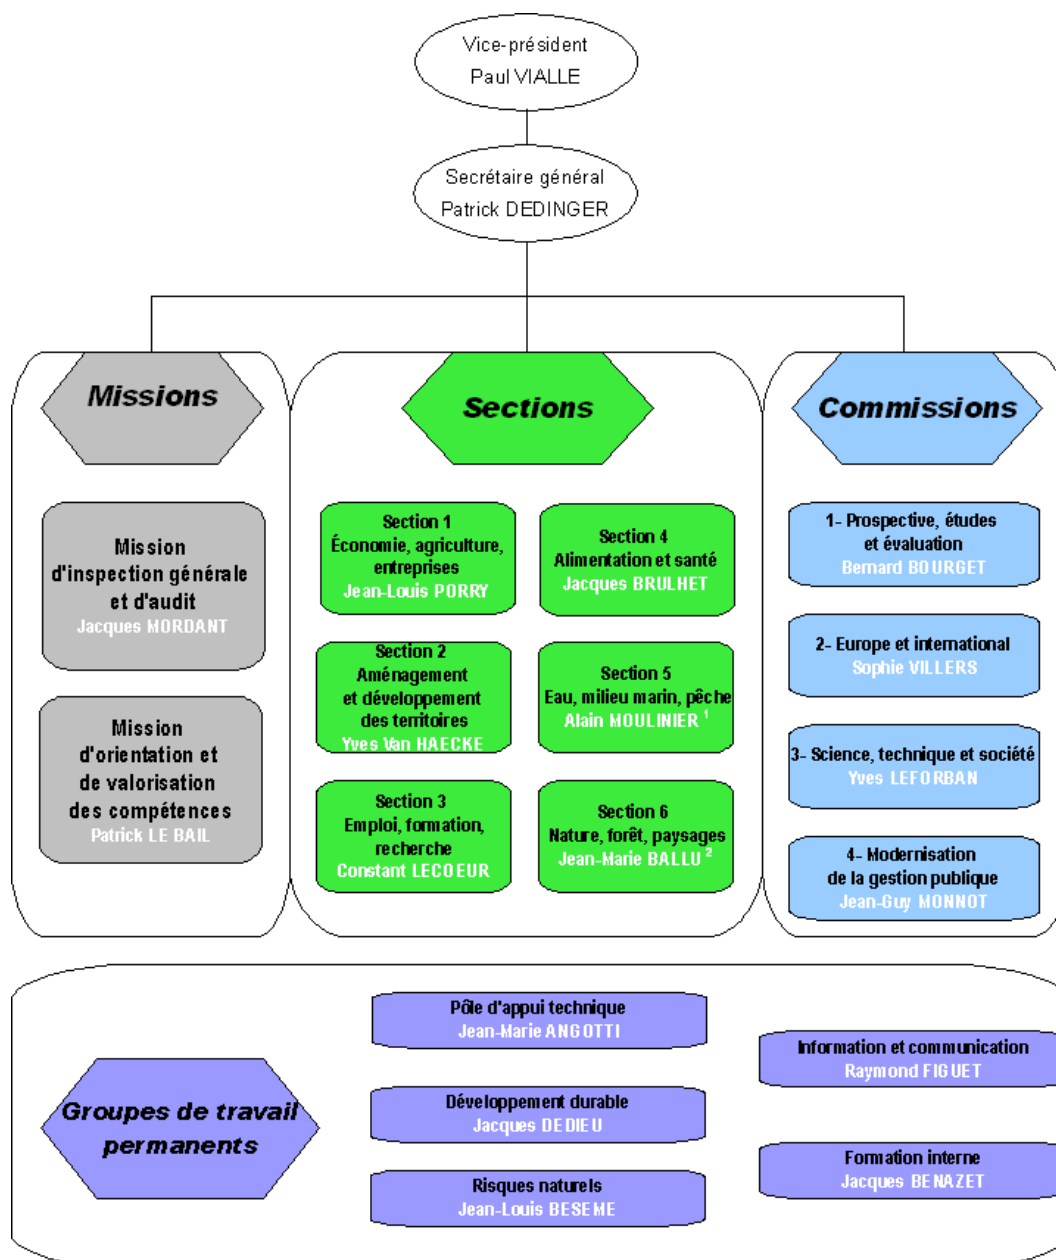 Vice-président
Paul VIALLE
Secrétaire général
Patrick DEDINGER
Missions
Mission
d'inspection générale
et d'audit
Jacques MORDANT
Mission
d'orientation et
de valorisation
des compétences
Patrick LE BAIL
Sections
Section 1
Économie, agriculture,
entreprises
Jean-Louis PORRY
Section 2
Aménagement
et développement
des territoires
Yves Van HAECKE
Section 3
Emploi, formation,
recherche
Constant LECOEUR
Section 4
Alimentation et santé
Jacques BRULHET
Section 5
Eau, milieu marin, pêche
Alain MOULINIER 1
Section 6
Nature, forêt, paysages
Jean-Marie BALLU 2
Commissions
1- Prospective, études
et évaluation
Bernard BOURGET
2- Europe et international
Sophie VILLERS
3- Science, technique et société
Yves LEFORBAN
4- Modernisation
de la gestion publique
Jean-Guy MONNOT
Groupes de travail
permanents
Pôle d'appui technique
Jean-Marie ANGOTTI
Développement durable
Jacques DEDIEU
Risques naturels
Jean-Louis BESEME
Information et communication
Raymond FIGUET
Formation interne
Jacques BENAZET